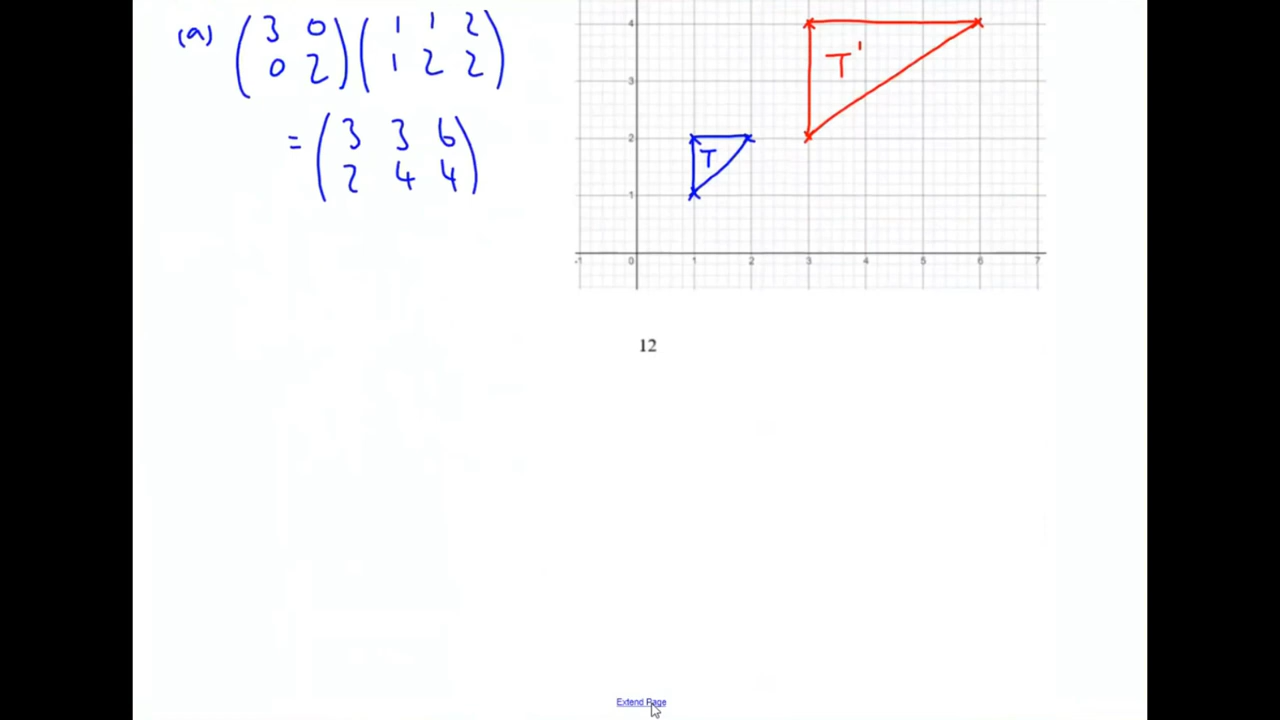 (a) (3 0 (1 1 2
0 2) 1 2 2)
= (3 3 6
2 4 4)
4
T'
3
2
T
1
-1 0 1 2 3 4 5 6 7
12
Extend Page